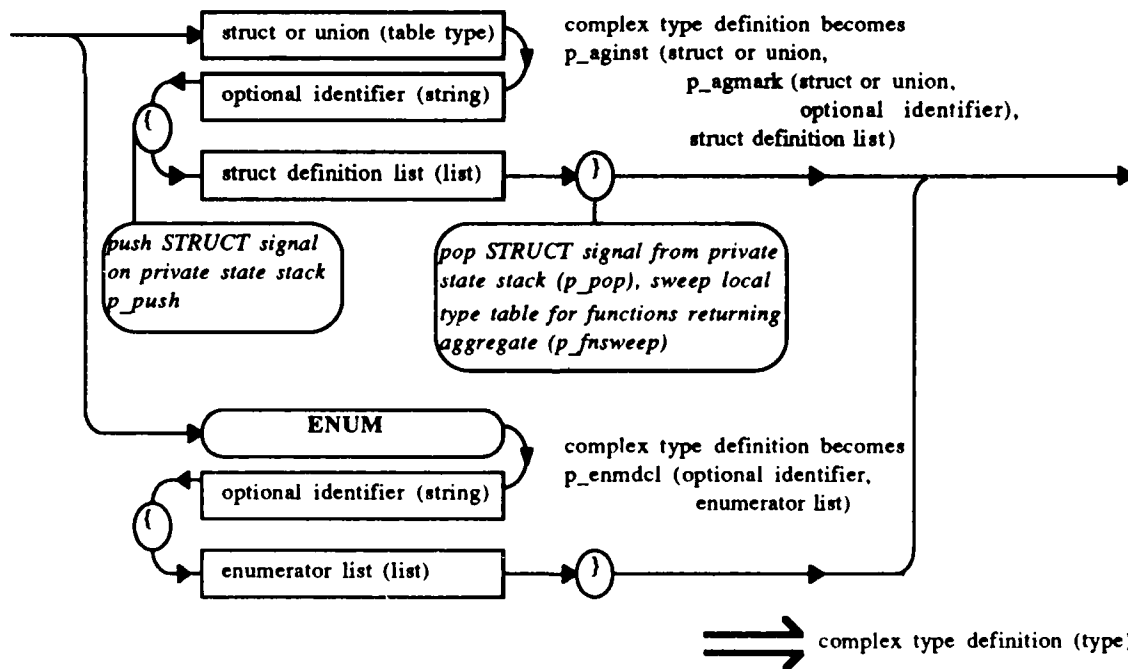 struct or union (table type)
complex type definition becomes
p_aginst (struct or union,
p_agmark (struct or union,
optional identifier),
struct definition list)
optional identifier (string)
{
struct definition list (list)
}
push STRUCT signal
on private state stack
p_push
pop STRUCT signal from private
state stack (p_pop), sweep local
type table for functions returning
aggregate (p_fnsweep)
ENUM
complex type definition becomes
p_enmdcl (optional identifier,
enumerator list)
optional identifier (string)
{
enumerator list (list)
}
complex type definition (type)